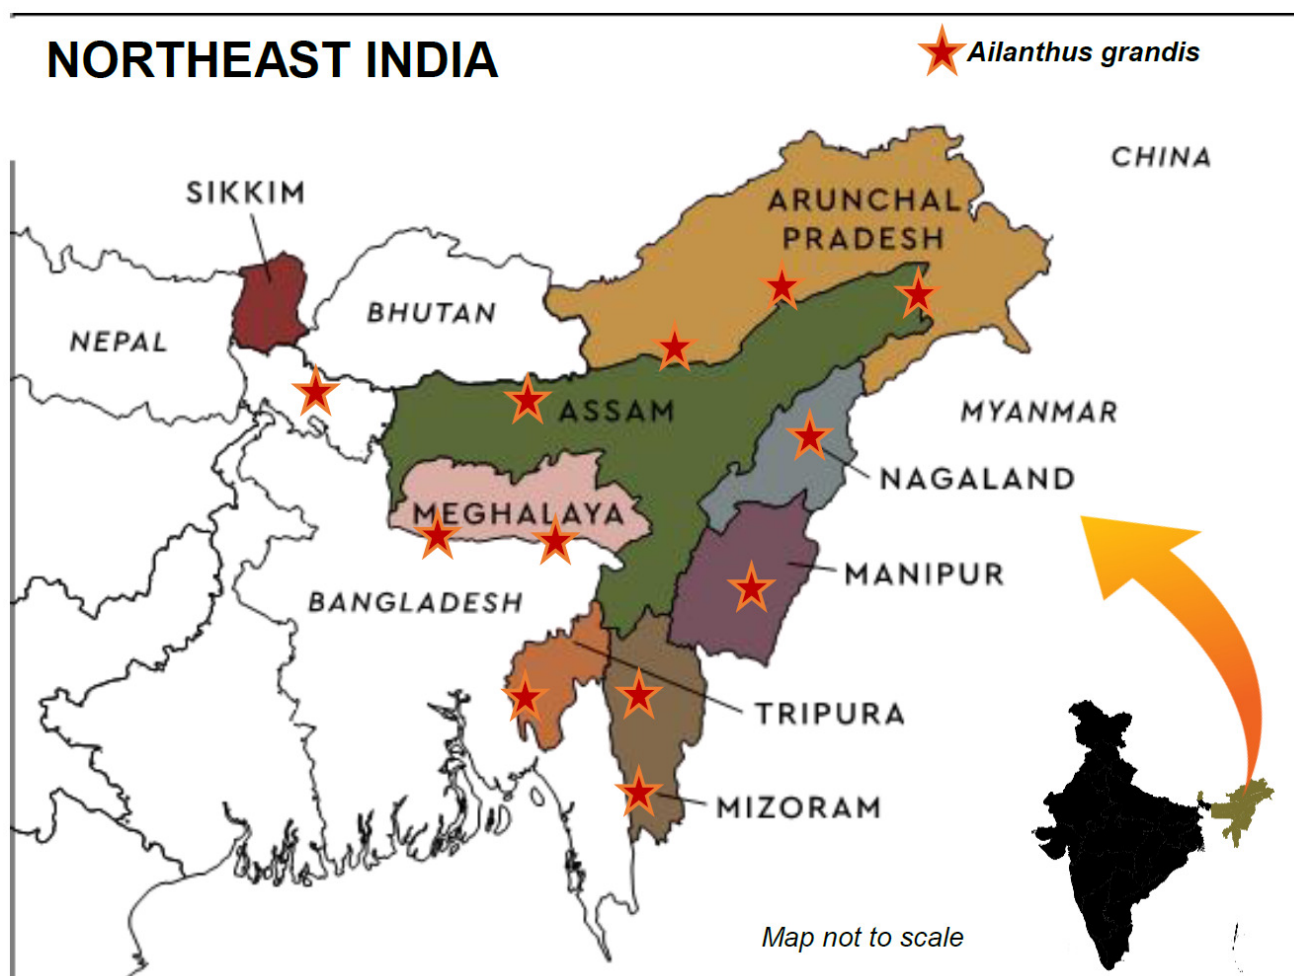 NORTHEAST INDIA
Ailanthus grandis
CHINA
SIKKIM
ARUNCHAL
PRADESH
BHUTAN
NEPAL
ASSAM
MYANMAR
NAGALAND
MEGHALAYA
MANIPUR
BANGLADESH
TRIPURA
MIZORAM
Map not to scale